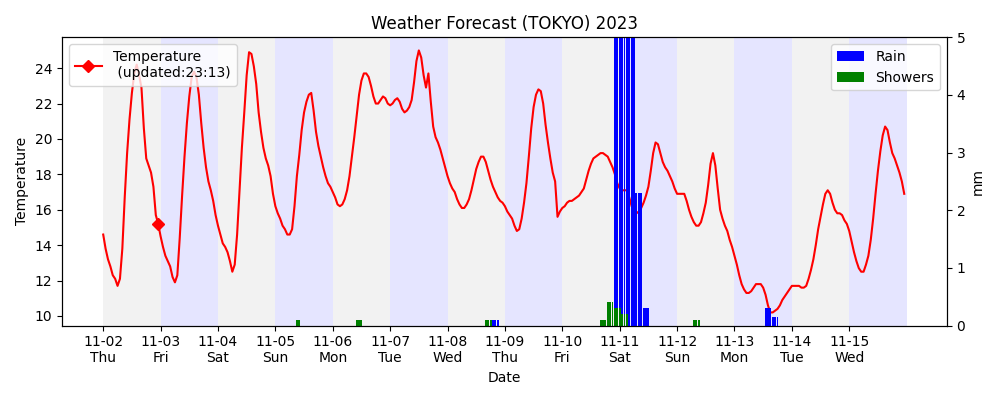 Weather Forecast (TOKYO) 2023
Temperature
(updated:23:13)
Rain
Showers
Temperature
24
22
20
18
16
14
12
10
5
4
3
2
1
0
mm
11-02 11-03 11-04 11-05 11-06 11-07 11-08 11-09 11-10 11-11 11-12 11-13 11-14 11-15
Thu Fri Sat Sun Mon Tue Wed Thu Fri Sat Sun Mon Tue Wed
Date